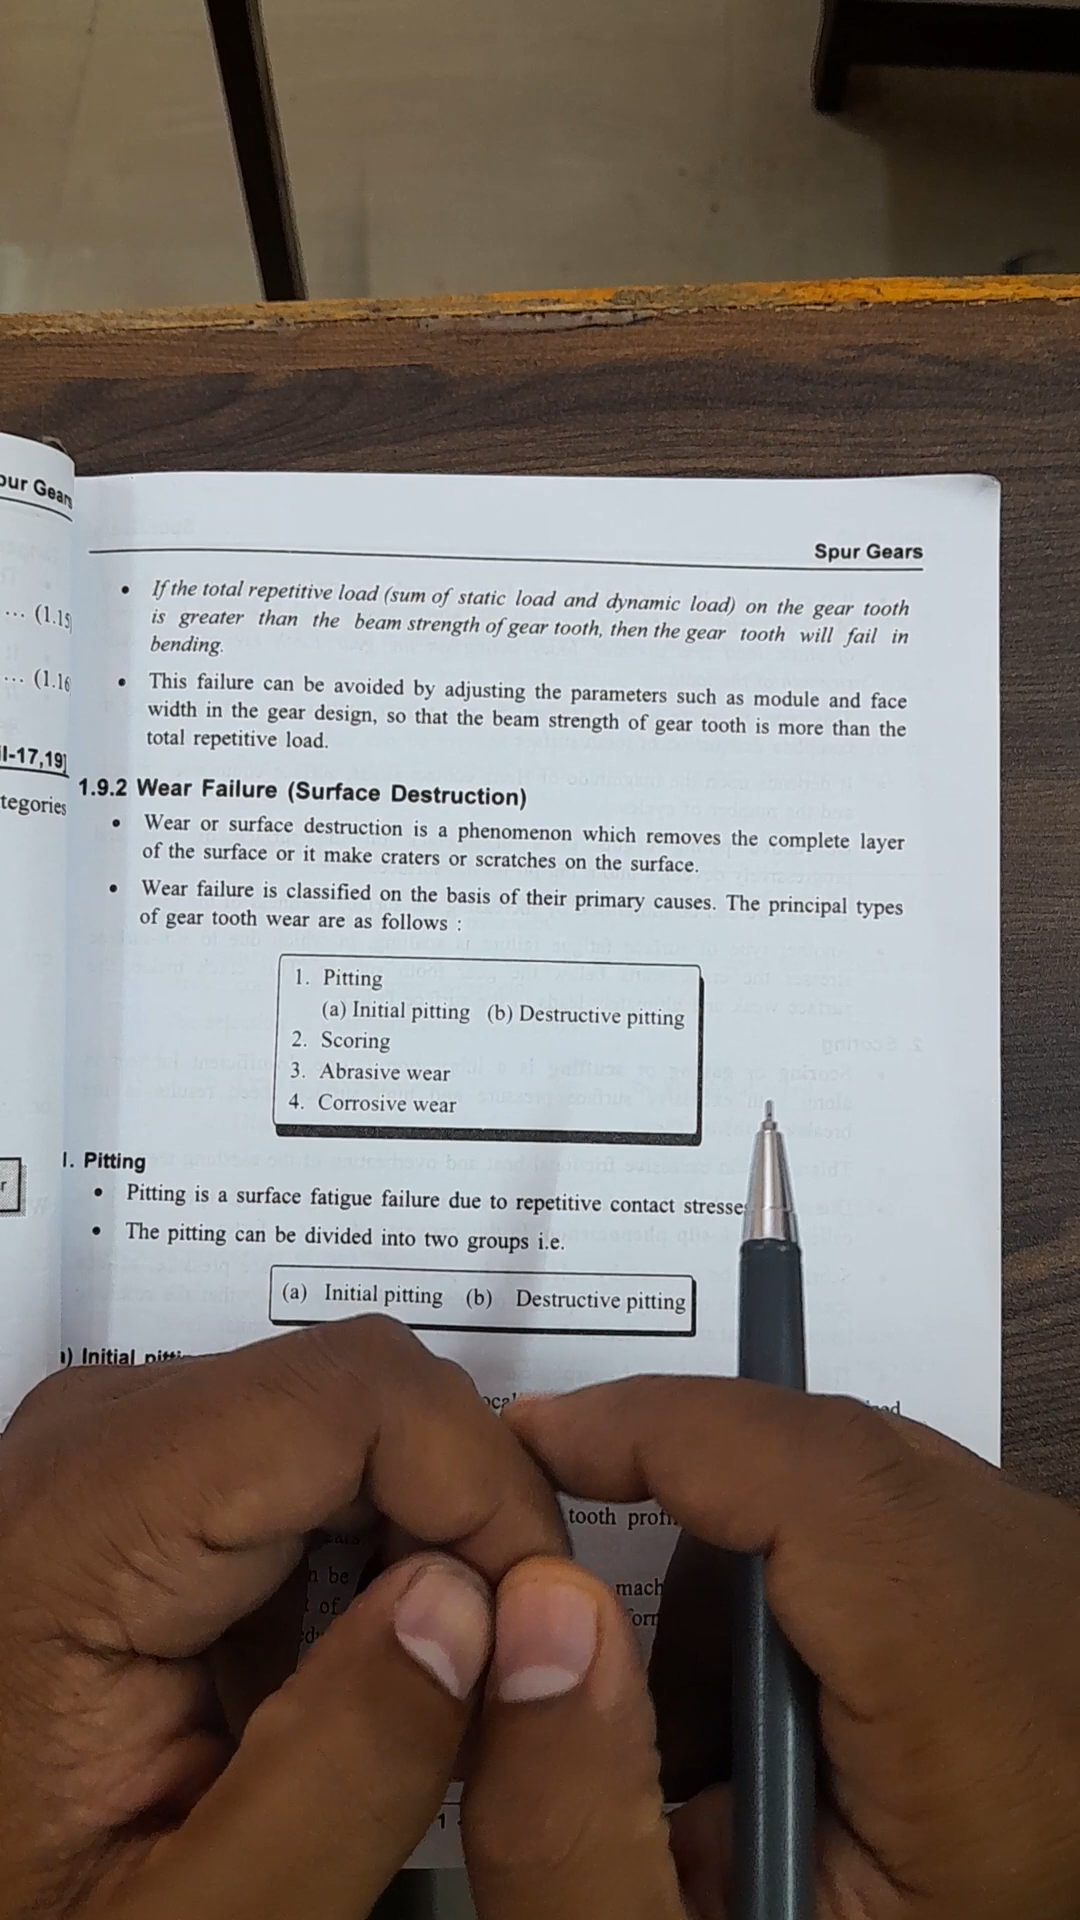 Spur Gears
... (1.15
... (1.16
tegories
Spur Gears
• If the total repetitive load (sum of static load and dynamic load) on the gear tooth
is greater than the beam strength of gear tooth, then the gear tooth will fail in
bending.
• This failure can be avoided by adjusting the parameters such as module and face
width in the gear design, so that the beam strength of gear tooth is more than the
total repetitive load.
1.9.2 Wear Failure (Surface Destruction)
• Wear or surface destruction is a phenomenon which removes the complete layer
of the surface or it make craters or scratches on the surface.
• Wear failure is classified on the basis of their primary causes. The principal types
of gear tooth wear are as follows :
1. Pitting
(a) Initial pitting (b) Destructive pitting
2. Scoring
3. Abrasive wear
4. Corrosive wear
I. Pitting
• Pitting is a surface fatigue failure due to repetitive contact stresse
• The pitting can be divided into two groups i.e.
(a) Initial pitting (b) Destructive pitting
) Initial
tooth
be
mach
of
1